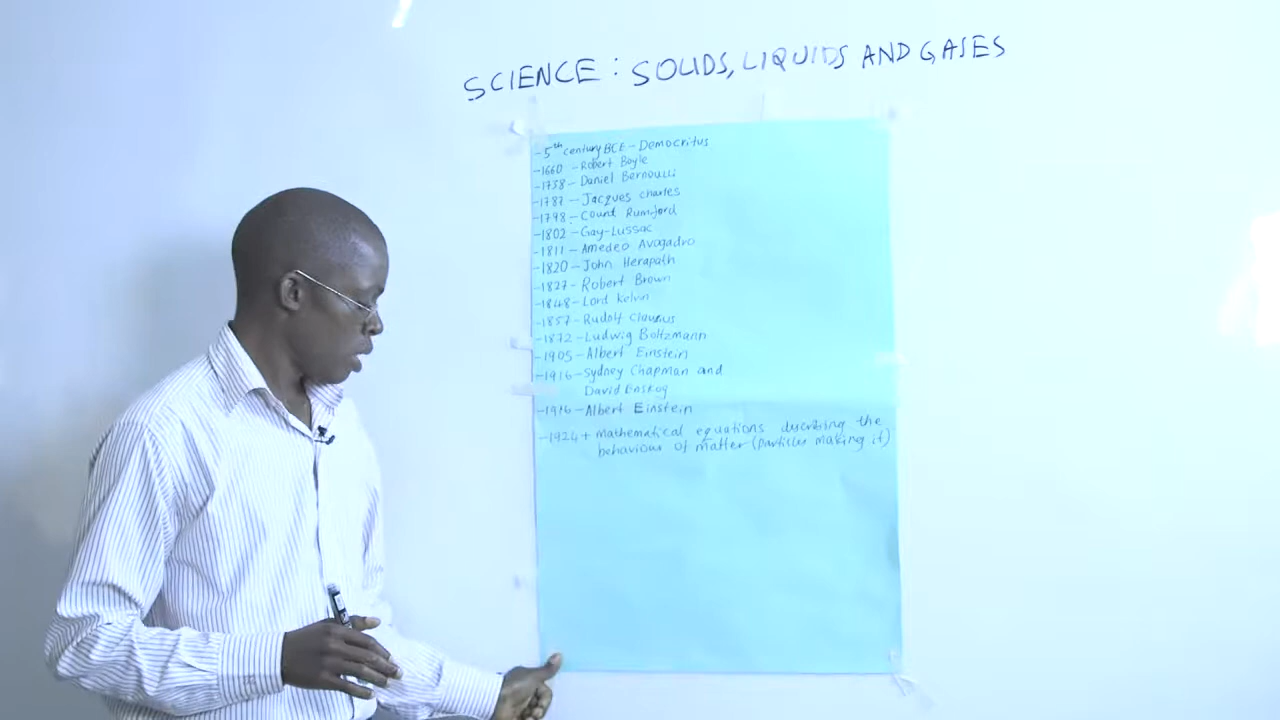 SCIENCE : SOLIDS, LIQUIDS AND GASES
- 5th century BCE - Democritus
- 1660 - Robert Boyle
- 1738 - Daniel Bernoulli
- 1787 - Jacques Charles
- 1798 - Count Rumford
- 1802 - Gay-Lussac
- 1811 - Amedeo Avogadro
- 1820 - John Herapath
- 1827 - Robert Brown
- 1848 - Lord Kelvin
- 1857 - Rudolf Clausius
- 1872 - Ludwig Boltzmann
- 1905 - Albert Einstein
- 1916 - Sydney Chapman and
David Enskog
- 1916 - Albert Einstein
- 1924 + Mathematical equations describing the
behaviour of matter (particles making it)